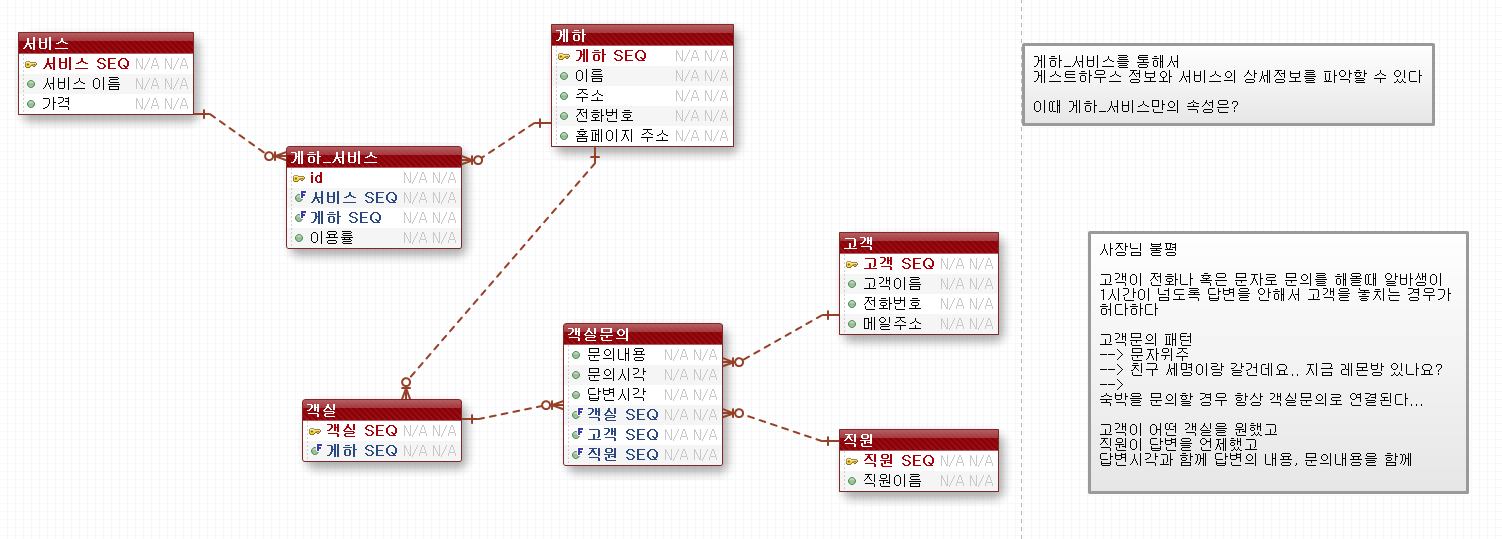 서비스
서비스 SEQ N/A N/A
서비스 이름 N/A N/A
가격 N/A N/A
게하
게하 SEQ N/A N/A
이름 N/A N/A
주소 N/A N/A
전화번호 N/A N/A
홈페이지 주소 N/A N/A
게하_서비스를 통해서
게스트하우스 정보와 서비스의 상세정보를 파악할 수 있다
이때 게하_서비스만의 속성은?
게하_서비스
id N/A N/A
서비스 SEQ N/A N/A
게하 SEQ N/A N/A
이용률 N/A N/A
고객
고객 SEQ N/A N/A
고객이름 N/A N/A
전화번호 N/A N/A
메일주소 N/A N/A
사장님 불평
고객이 전화나 혹은 문자로 문의를 해올때 알바생이
1시간이 넘도록 답변을 안해서 고객을 놓치는 경우가
허다하다
고객문의 패턴
--> 문자위주
--> 친구 세명이랑 갈건데요.. 지금 레몬방 있나요?
-->
숙박을 문의할 경우 항상 객실문의로 연결된다...
고객이 어떤 객실을 원했고
직원이 답변을 언제했고
답변시각과 함께 답변의 내용, 문의내용을 함께
객실문의
문의내용 N/A N/A
문의시각 N/A N/A
답변시각 N/A N/A
객실 SEQ N/A N/A
고객 SEQ N/A N/A
직원 SEQ N/A N/A
객실
객실 SEQ N/A N/A
게하 SEQ N/A N/A
직원
직원 SEQ N/A N/A
직원이름 N/A N/A